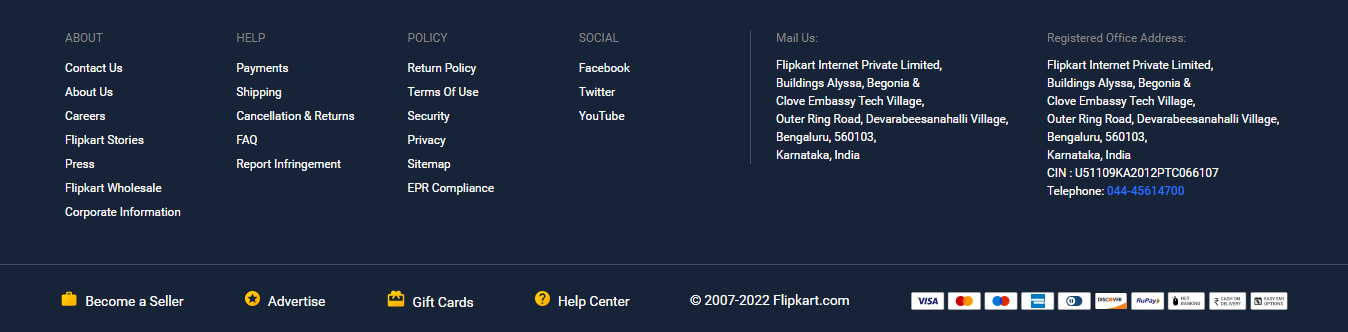 ABOUT
Contact Us
About Us
Careers
Flipkart Stories
Press
Flipkart Wholesale
Corporate Information
HELP
Payments
Shipping
Cancellation & Returns
FAQ
Report Infringement
POLICY
Return Policy
Terms Of Use
Security
Privacy
Sitemap
EPR Compliance
SOCIAL
Facebook
Twitter
YouTube
Mail Us:
Flipkart Internet Private Limited,
Buildings Alyssa, Begonia &
Clove Embassy Tech Village,
Outer Ring Road, Devarabeesanahalli Village,
Bengaluru, 560103,
Karnataka, India
Registered Office Address:
Flipkart Internet Private Limited,
Buildings Alyssa, Begonia &
Clove Embassy Tech Village,
Outer Ring Road, Devarabeesanahalli Village,
Bengaluru, 560103,
Karnataka, India
CIN : U51109KA2012PTC066107
Telephone: 044-45614700
Become a Seller
Advertise
Gift Cards
Help Center
© 2007-2022 Flipkart.com
VISA
DISCOVER
RuPay
NET
BANKING
CASH ON
DELIVERY
EASY EMI
OPTIONS